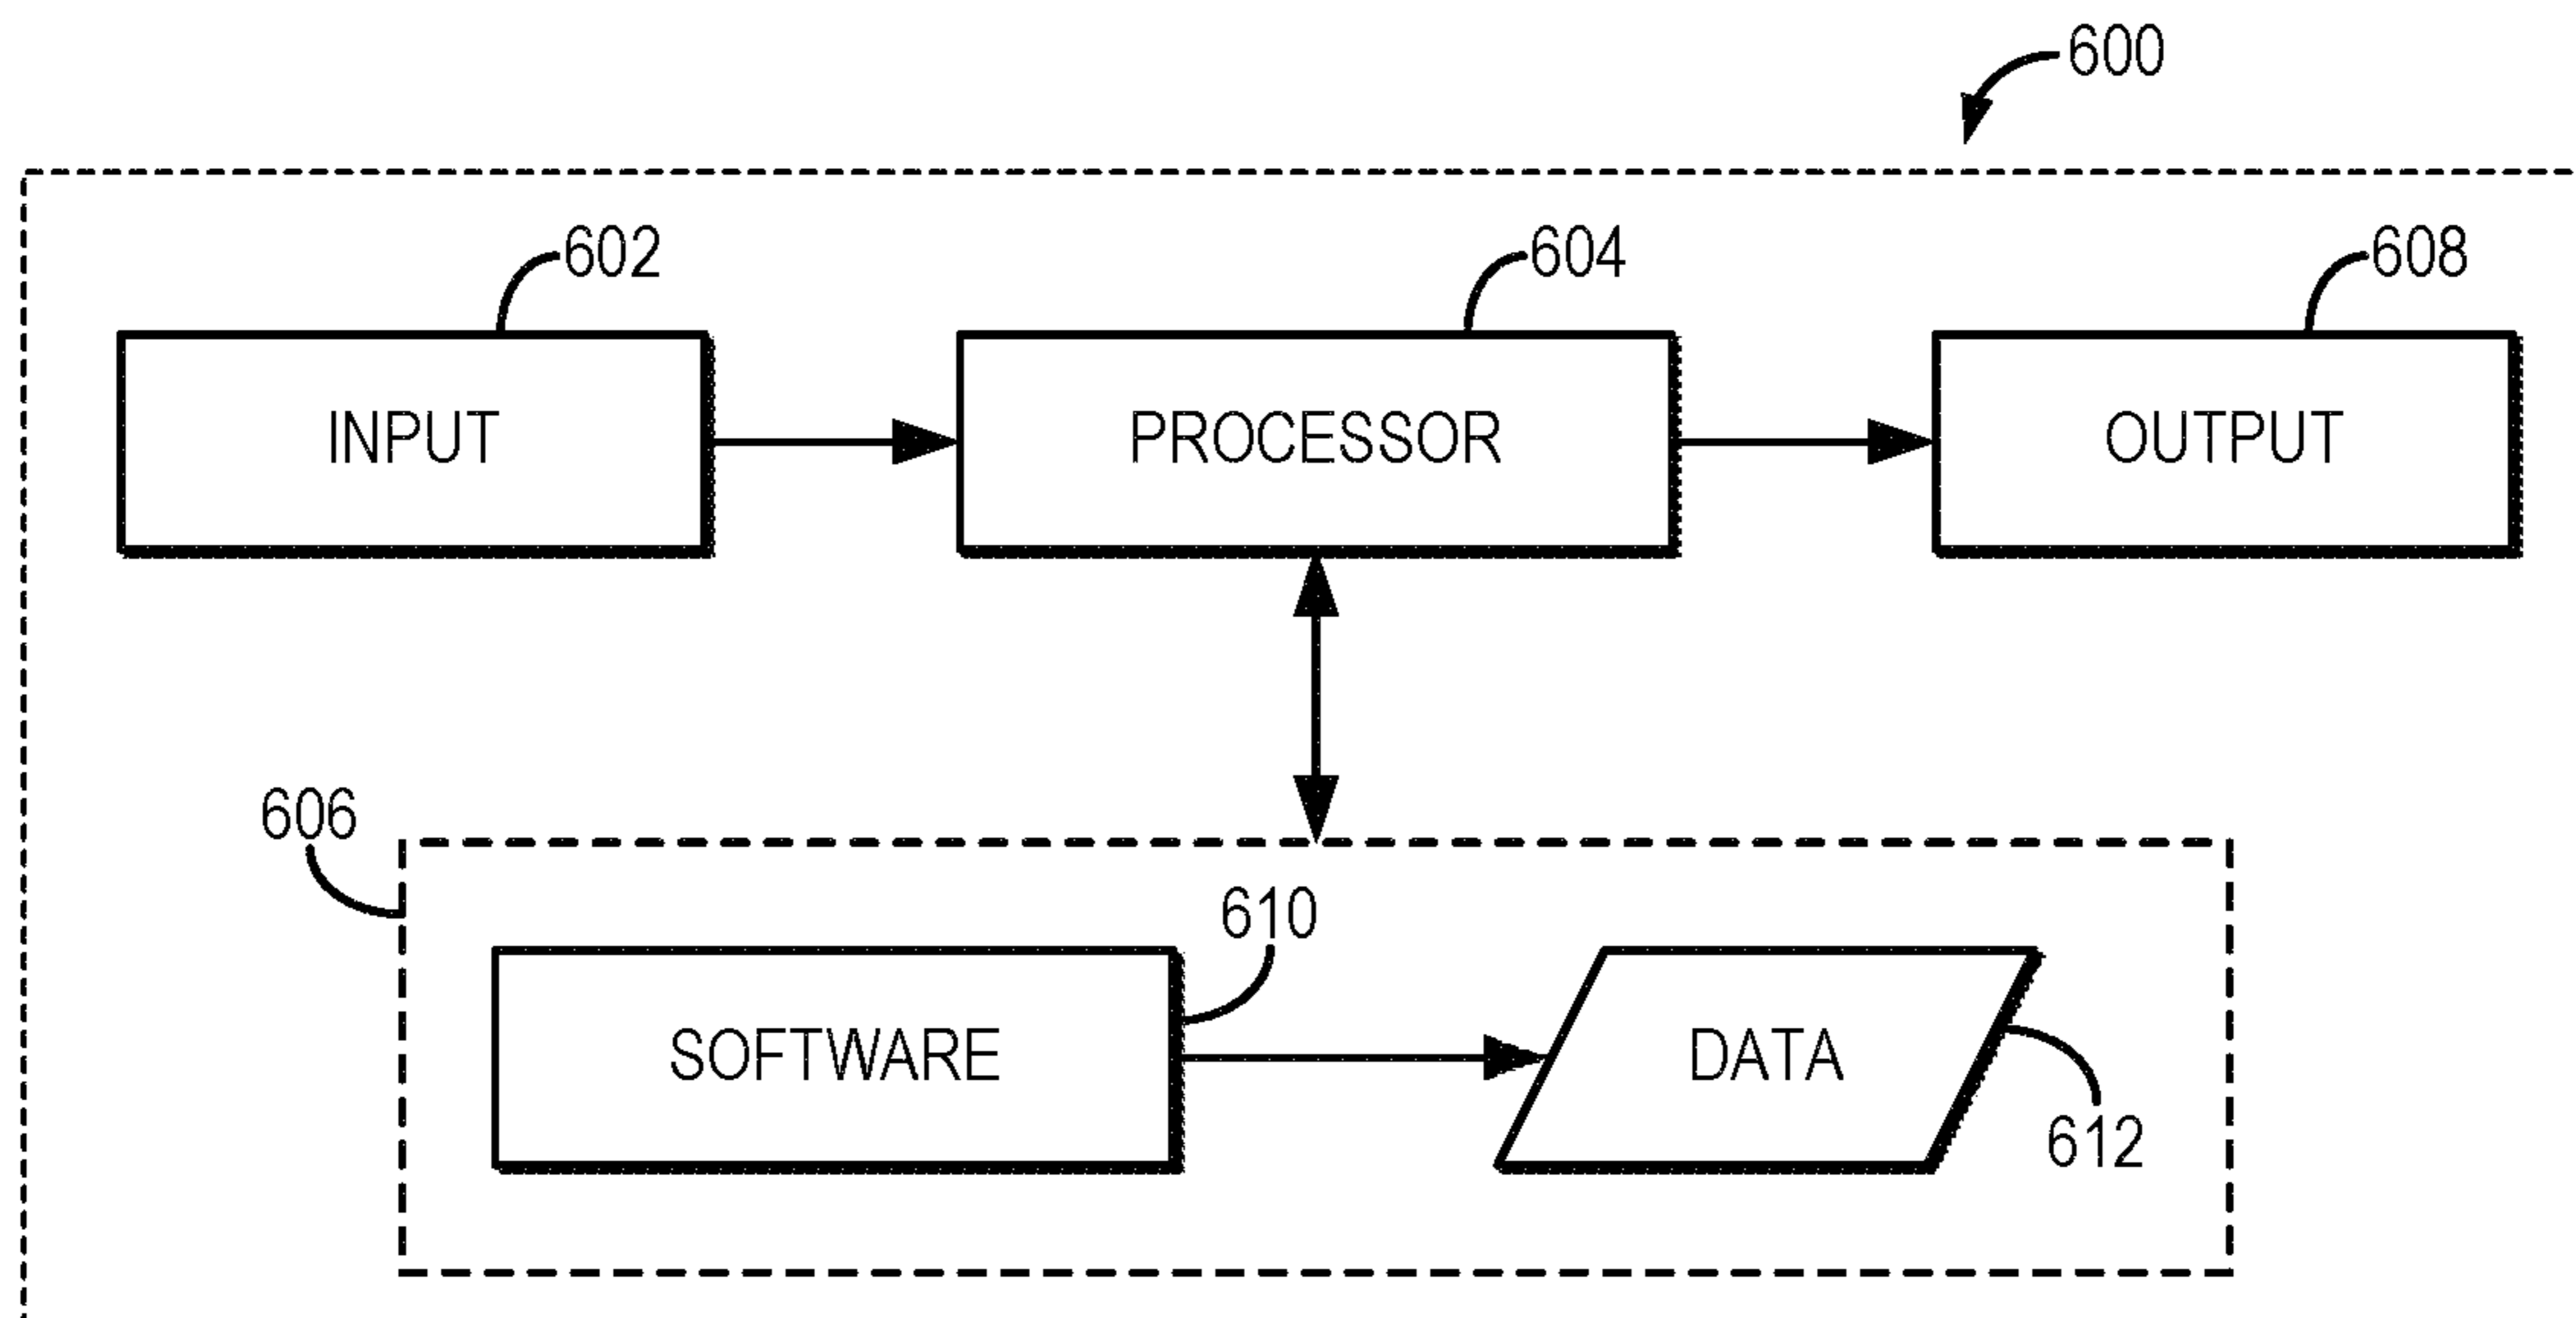 600
602
604
608
INPUT
PROCESSOR
OUTPUT
606
610
SOFTWARE
DATA
612